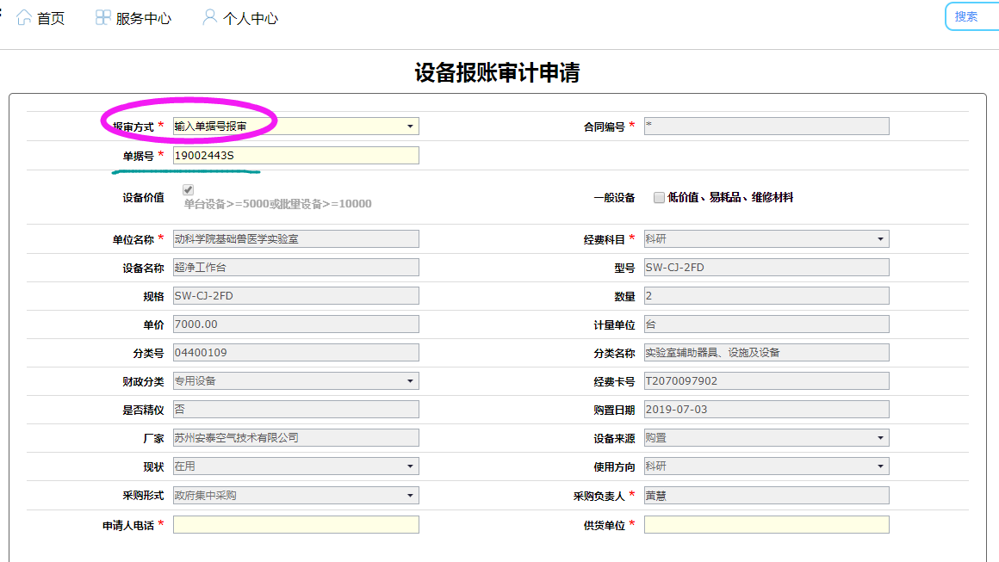 首页 服务中心 个人中心 搜索
设备报账审计申请
报审方式 * 输入单据号报审 合同编号 * *
单据号 * 19002443S
设备价值 单台设备>=5000或批量设备>=10000 一般设备 低价值、易耗品、维修材料
单位名称 * 动科学院基础兽医学实验室 经费科目 * 科研
设备名称 超净工作台 型号 SW-CJ-2FD
规格 SW-CJ-2FD 数量 2
单价 7000.00 计量单位 台
分类号 04400109 分类名称 实验室辅助器具、设施及设备
财政分类 专用设备 经费卡号 T2070097902
是否精仪 否 购置日期 2019-07-03
厂家 苏州安泰空气技术有限公司 设备来源 购置
现状 在用 使用方向 科研
采购形式 政府集中采购 采购负责人 * 黄慧
申请人电话 * 供货单位 *